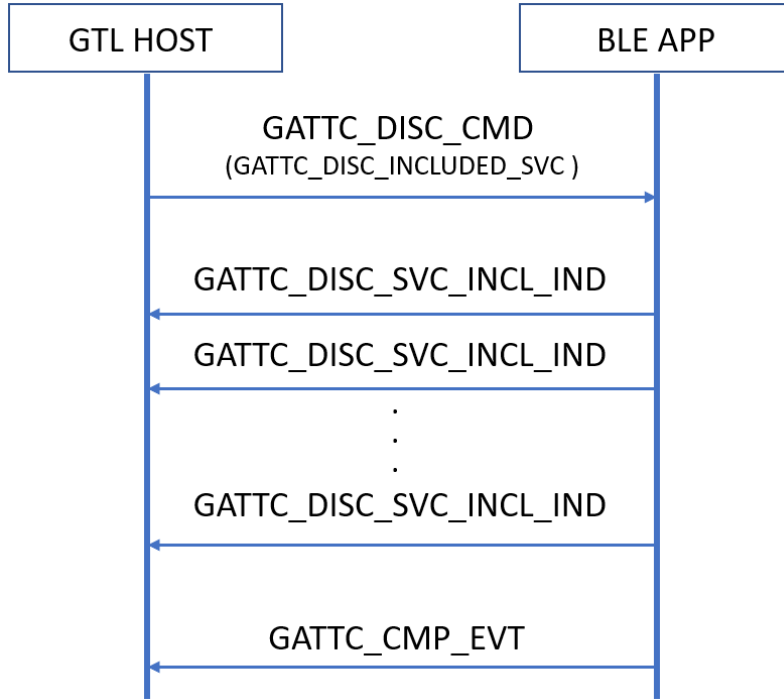 GTL HOST
BLE APP
GATTC_DISC_CMD
(GATTC_DISC_INCLUDED_SVC )
GATTC_DISC_SVC_INCL_IND
GATTC_DISC_SVC_INCL_IND
.
.
.
GATTC_DISC_SVC_INCL_IND
GATTC_CMP_EVT